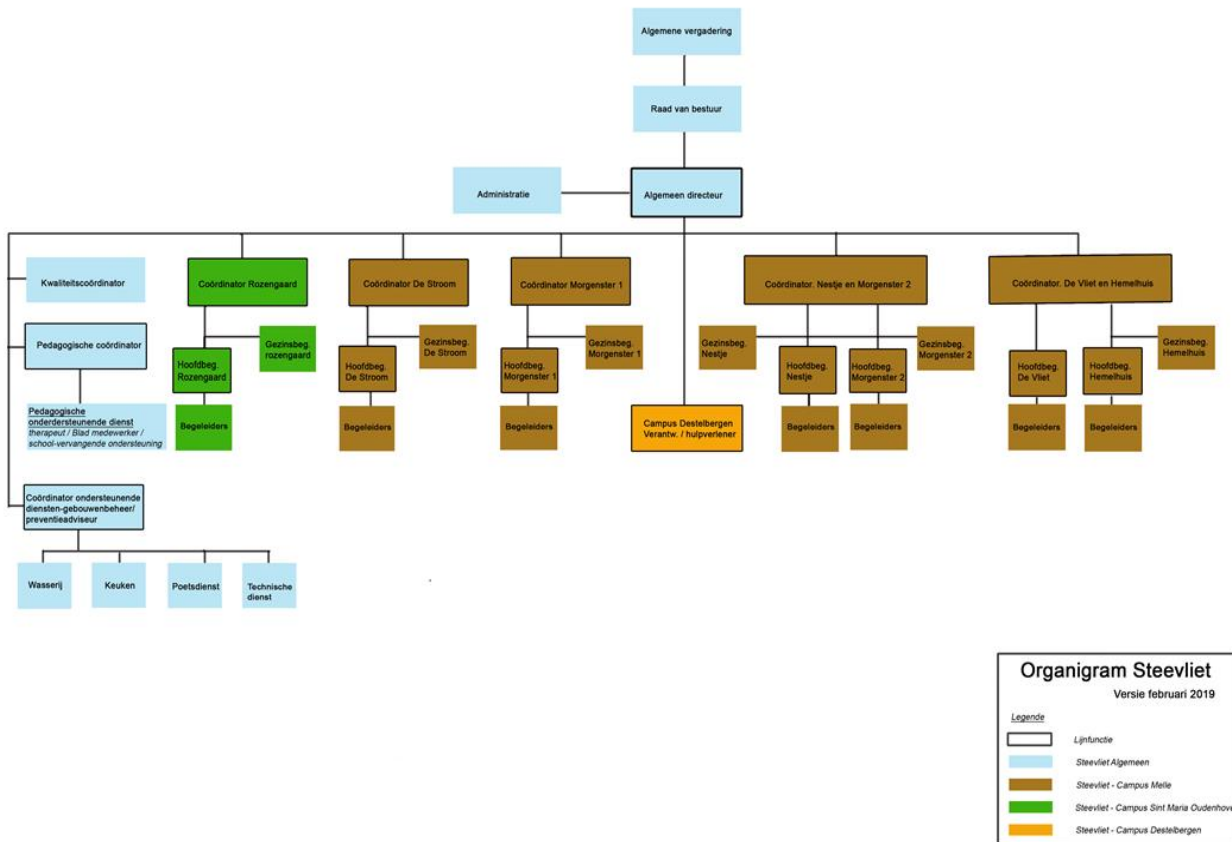 Algemene vergadering
Raad van bestuur
Administratie
Algemeen directeur
Kwaliteitscoördinator
Coördinator Rozengaard
Coördinator De Stroom
Coördinator Morgenster 1
Coördinator. Nestje en Morgenster 2
Coördinator. De Vliet en Hemelhuis
Pedagogische coördinator
Hoofdbeg.
Rozengaard
Gezinsbeg.
rozengaard
Hoofdbeg.
De Stroom
Gezinsbeg.
De Stroom
Hoofdbeg.
Morgenster 1
Gezinsbeg.
Morgenster 1
Gezinsbeg.
Nestje
Hoofdbeg.
Nestje
Hoofdbeg.
Morgenster 2
Gezinsbeg.
Morgenster 2
Hoofdbeg.
De Vliet
Hoofdbeg.
Hemelhuis
Gezinsbeg.
Hemelhuis
Pedagogische
onderdersteunende dienst
therapeut / Blad medewerker /
school-vervangende ondersteuning
Begeleiders
Begeleiders
Begeleiders
Campus Destelbergen
Verantw. / hulpverlener
Begeleiders
Begeleiders
Begeleiders
Begeleiders
Coördinator ondersteunende
diensten-gebouwenbeheer/
preventieadviseur
Wasserij
Keuken
Poetsdienst
Technische
dienst
Organigram Steevliet
Versie februari 2019
Legende
Lijnfunctie
Steevliet Algemeen
Steevliet - Campus Melle
Steevliet - Campus Sint Maria Oudenhove
Steevliet - Campus Destelbergen